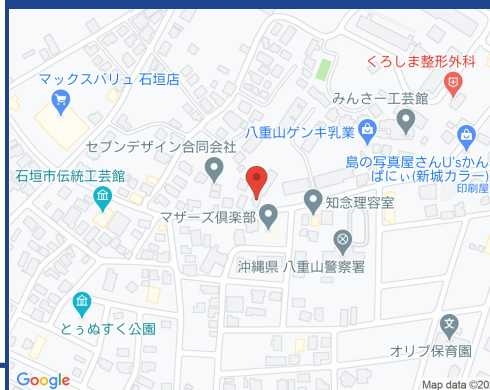 くろしま整形外科
マックスバリュ 石垣店
みんさー工芸館
八重山ゲンキ乳業
セブンデザイン合同会社
島の写真屋さんU'sかん
ぱにぃ(新城カラー)
印刷屋
石垣市伝統工芸館
知念理容室
マザーズ倶楽部
沖縄県 八重山警察署
とぅぬすく公園
オリブ保育園
Google
Map data ©20